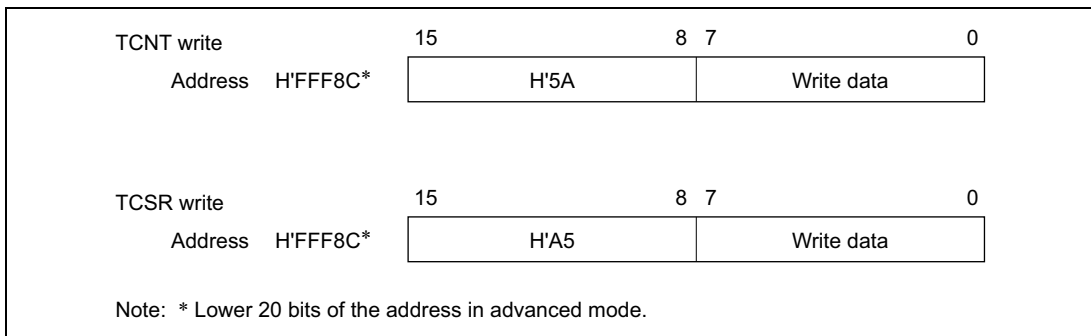 TCNT write 15 8 7 0
Address H'FFF8C* H'5A Write data
TCSR write 15 8 7 0
Address H'FFF8C* H'A5 Write data
Note: * Lower 20 bits of the address in advanced mode.